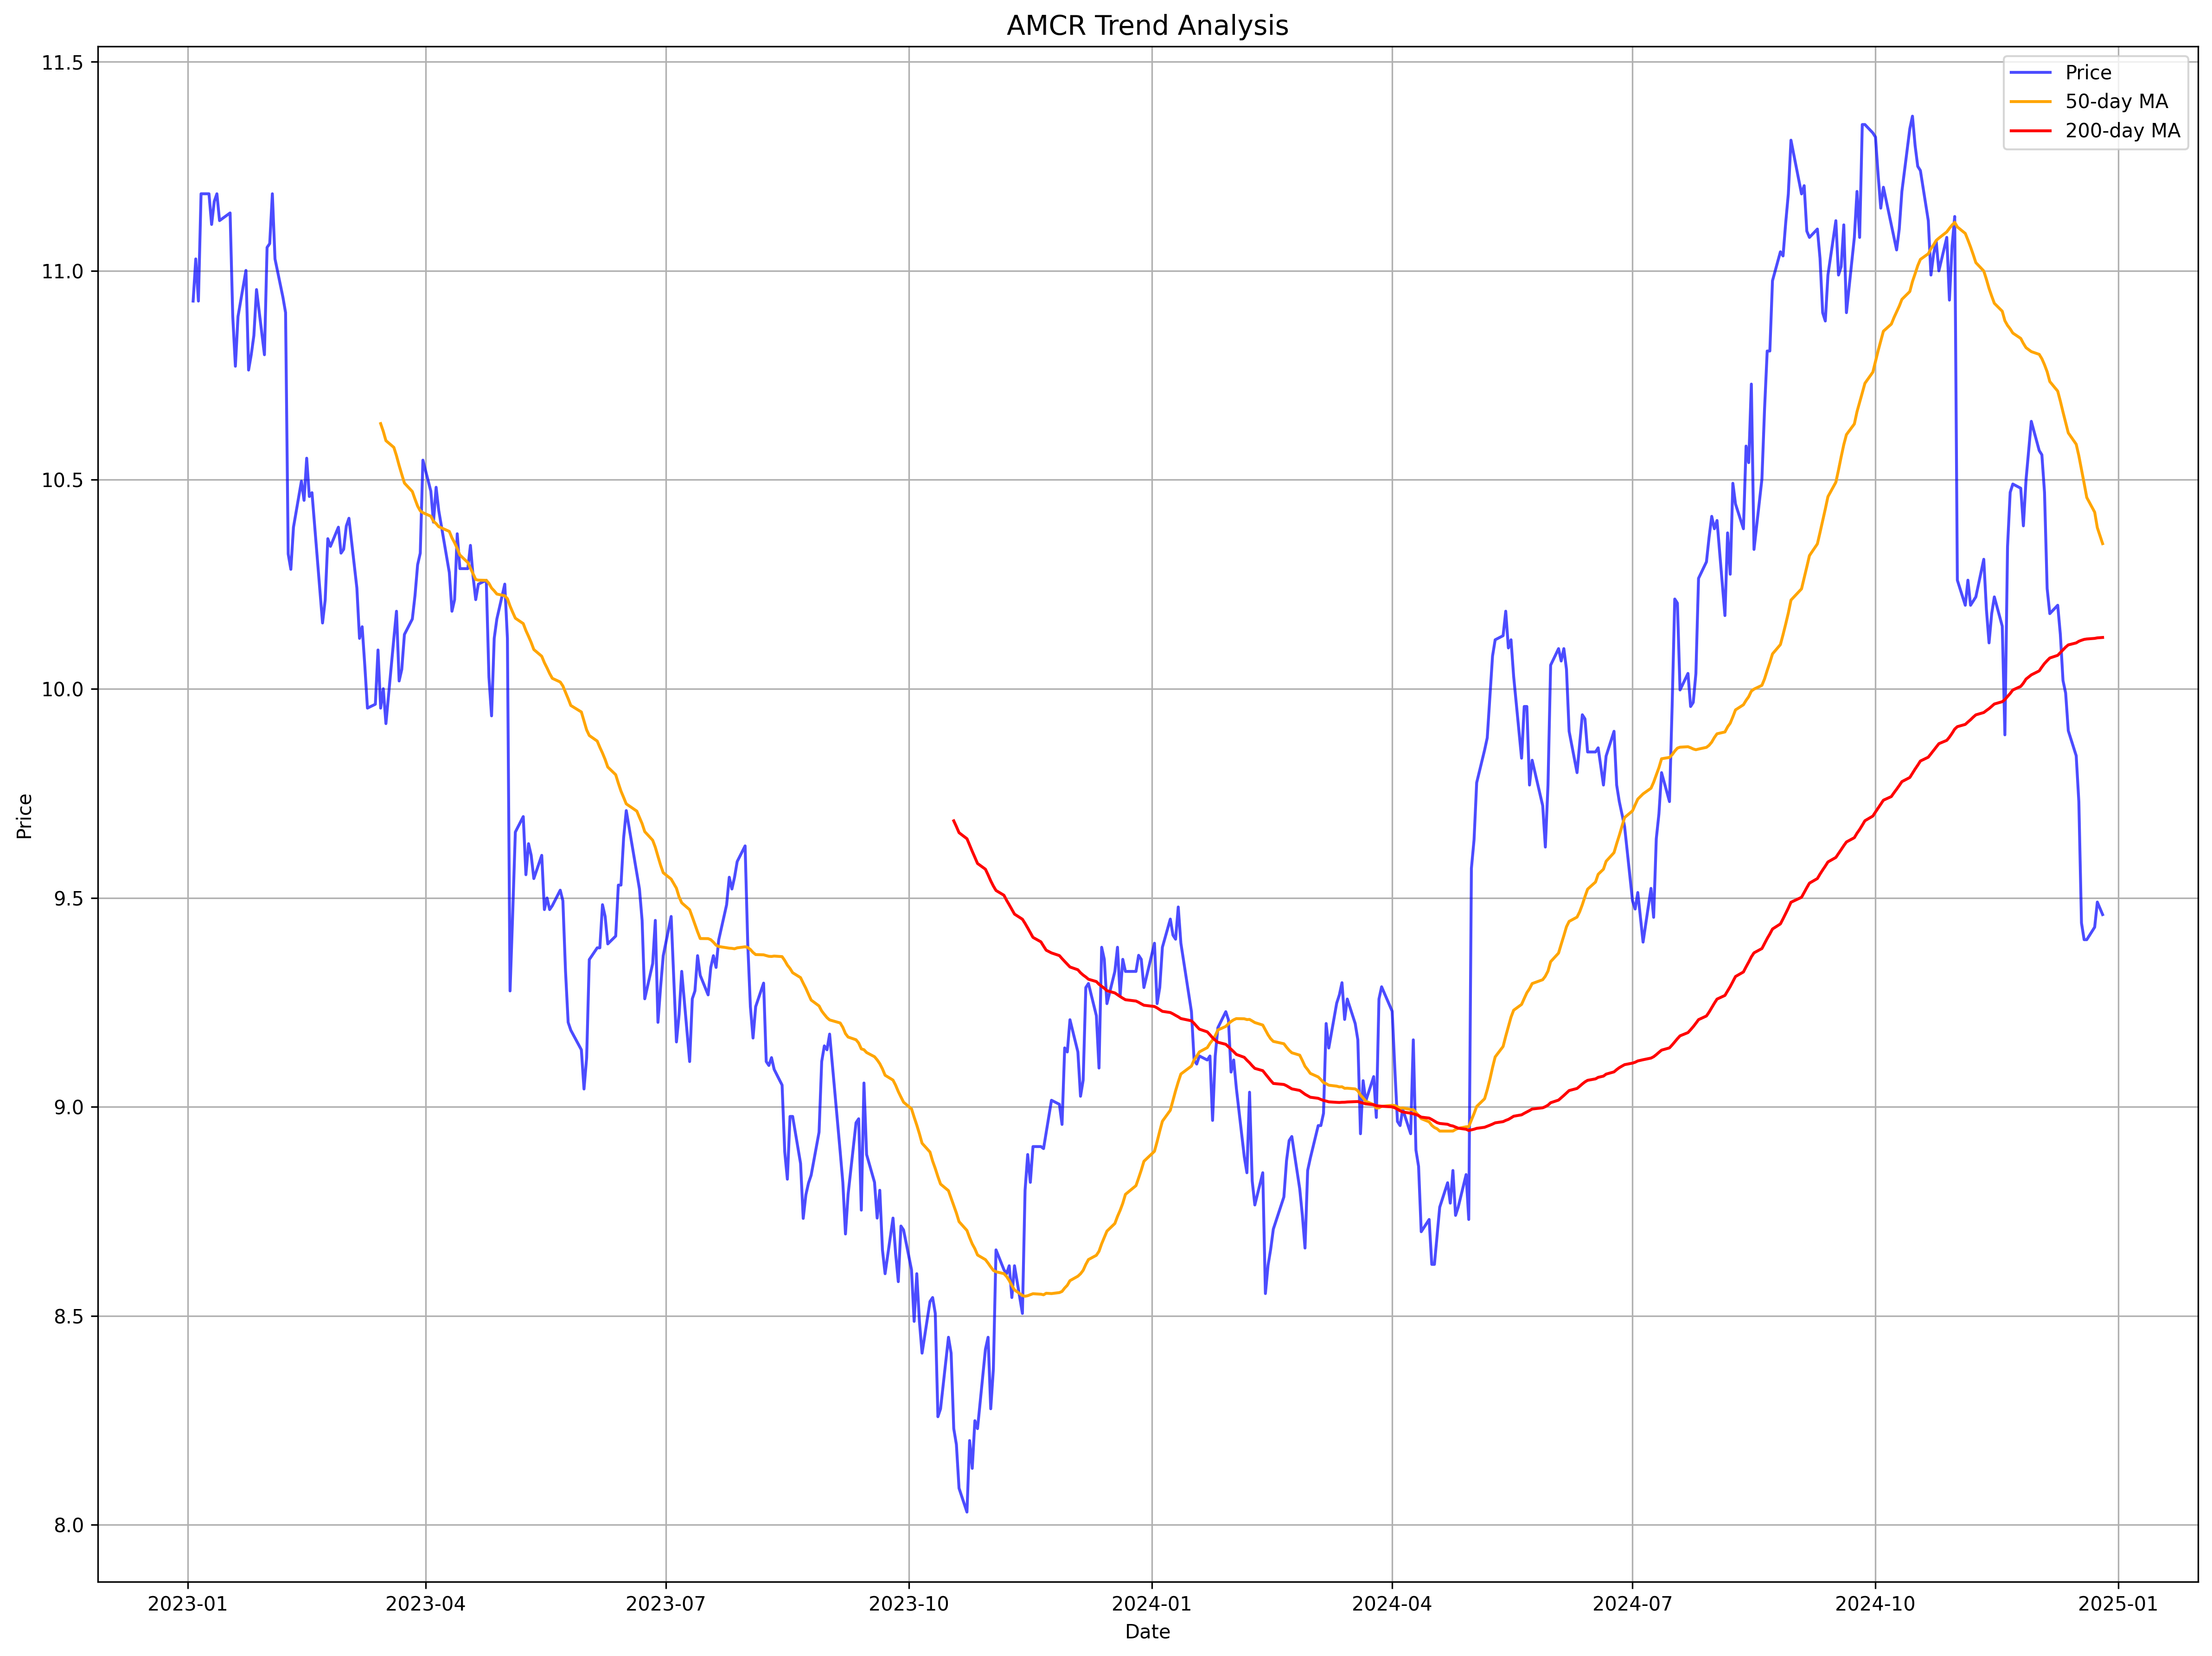 AMCR Trend Analysis
11.5
11.0
10.5
10.0
9.5
9.0
8.5
8.0
Price
Price
50-day MA
200-day MA
2023-01
2023-04
2023-07
2023-10
2024-01
2024-04
2024-07
2024-10
2025-01
Date